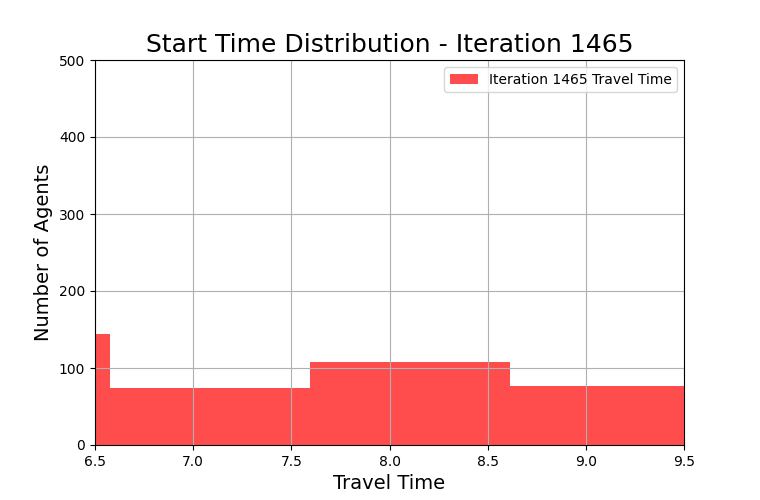 Start Time Distribution - Iteration 1465
Iteration 1465 Travel Time
Number of Agents
500
400
300
200
100
0
6.5 7.0 7.5 8.0 8.5 9.0 9.5
Travel Time